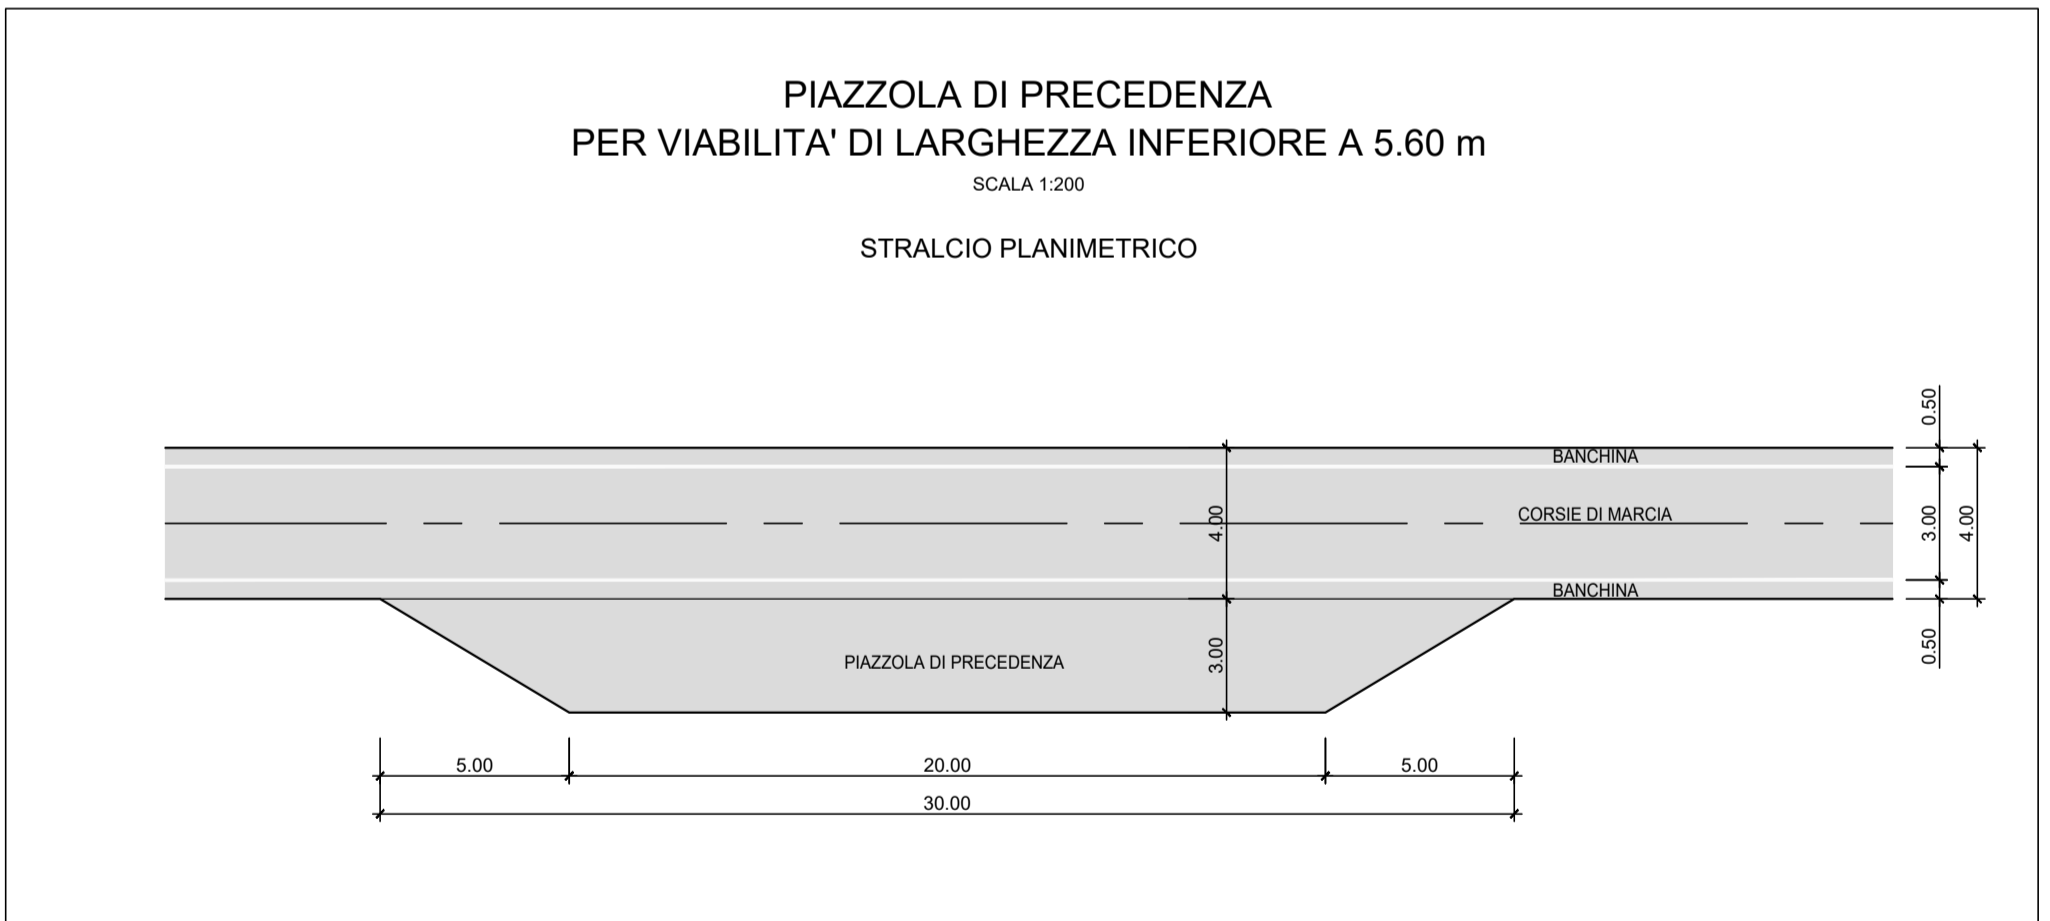 PIAZZOLA DI PRECEDENZA
PER VIABILITA' DI LARGHEZZA INFERIORE A 5.60 m
SCALA 1:200
STRALCIO PLANIMETRICO
0.50
BANCHINA
4.00
CORSIE DI MARCIA
3.00
4.00
BANCHINA
PIAZZOLA DI PRECEDENZA
3.00
0.50
5.00
20.00
5.00
30.00